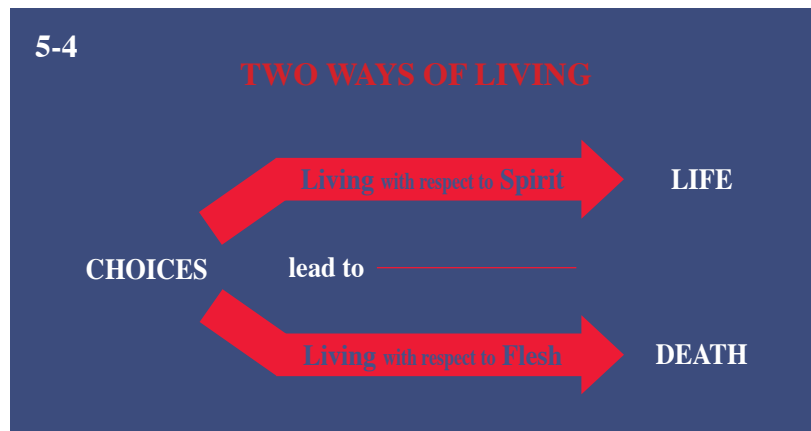 5-4
TWO WAYS OF LIVING
Living with respect to Spirit
LIFE
CHOICES
lead to
Living with respect to Flesh
DEATH